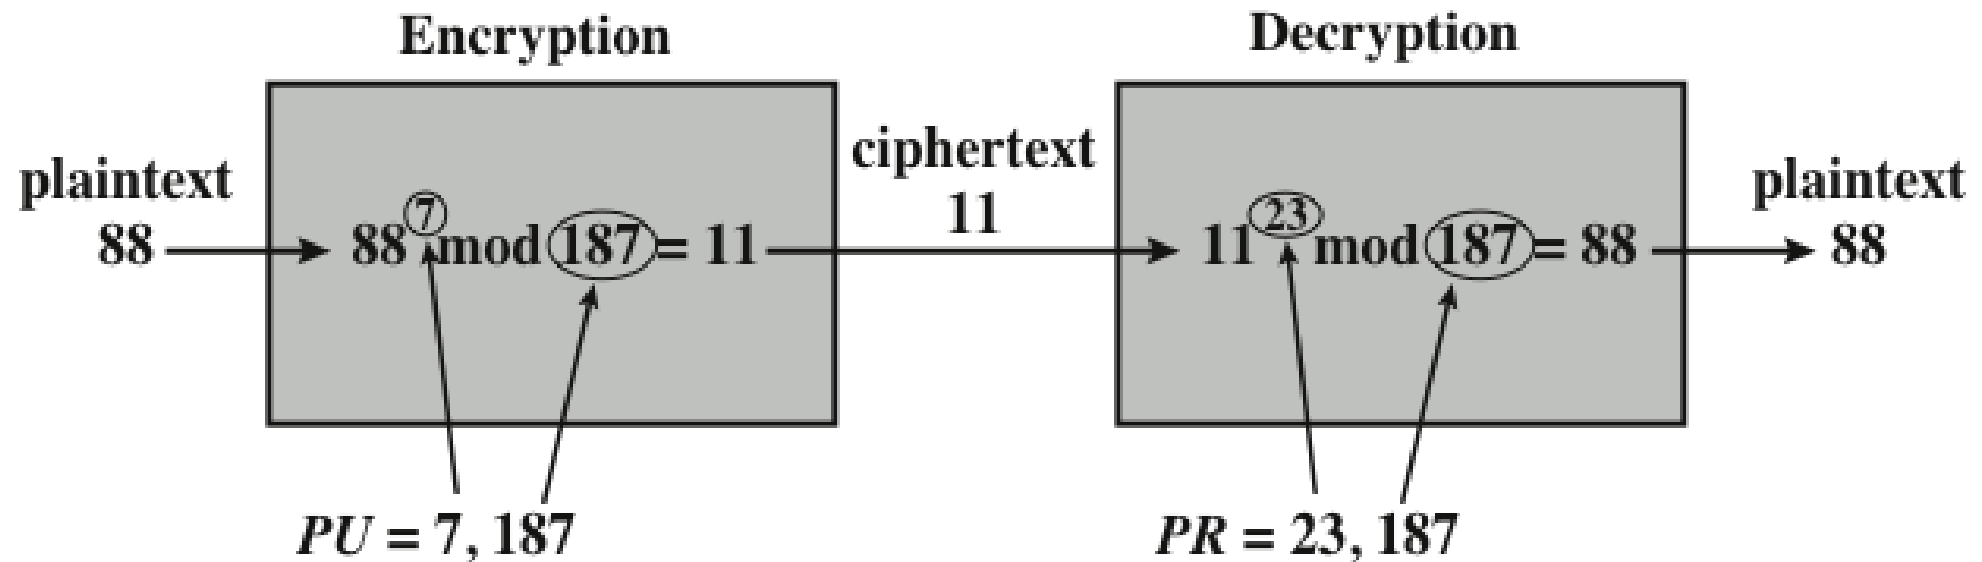 Encryption
Decryption
plaintext
88
88^7 mod 187 = 11
ciphertext
11
11^23 mod 187 = 88
plaintext
88
PU = 7, 187
PR = 23, 187